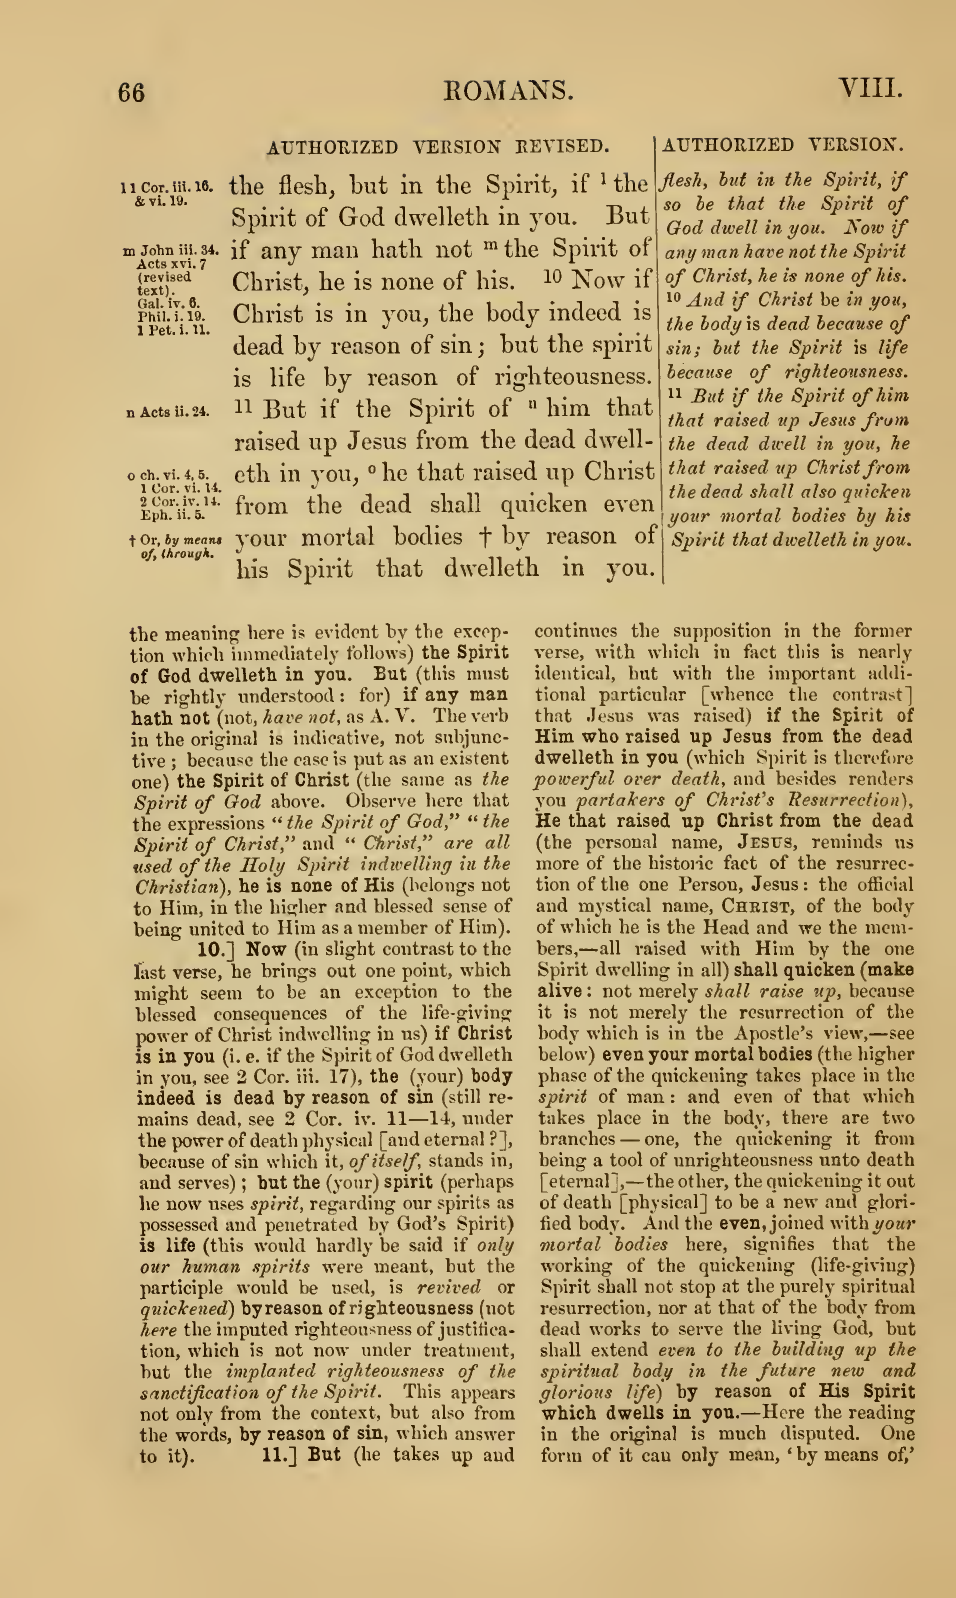 66
ROMANS.
VIII.
AUTHORIZED VERSION REVISED.
l 1 Cor. iii. 16.
& vi. 19.
m John iii. 34.
Acts xvi. 7
(revised
text).
Gal. iv. 6.
Phil. i. 19.
1 Pet. i. 11.
n Acts ii. 24.
o ch. vi. 4, 5.
1 Cor. vi. 14.
2 Cor. iv. 14.
Eph. ii. 5.
† Or, by means
of, through.
the flesh, but in the Spirit, if l the
Spirit of God dwelleth in you. But
if any man hath not m the Spirit of
Christ, he is none of his. 10 Now if
Christ is in you, the body indeed is
dead by reason of sin; but the spirit
is life by reason of righteousness.
11 But if the Spirit of n him that
raised up Jesus from the dead dwell-
eth in you, o he that raised up Christ
from the dead shall quicken even
your mortal bodies † by reason of
his Spirit that dwelleth in you.
AUTHORIZED VERSION.
flesh, but in the Spirit, if
so be that the Spirit of
God dwell in you. Now if
any man have not the Spirit
of Christ, he is none of his.
10 And if Christ be in you,
the body is dead because of
sin; but the Spirit is life
because of righteousness.
11 But if the Spirit of him
that raised up Jesus from
the dead dwell in you, he
that raised up Christ from
the dead shall also quicken
your mortal bodies by his
Spirit that dwelleth in you.
the meaning here is evident by the excep-
tion which immediately follows) the Spirit
of God dwelleth in you. But (this must
be rightly understood: for) if any man
hath not (not, have not, as A. V. The verb
in the original is indicative, not subjunc-
tive; because the case is put as an existent
one) the Spirit of Christ (the same as the
Spirit of God above. Observe here that
the expressions “the Spirit of God,” “the
Spirit of Christ,” and “Christ,” are all
used of the Holy Spirit indwelling in the
Christian), he is none of His (belongs not
to Him, in the higher and blessed sense of
being united to Him as a member of Him).
10.] Now (in slight contrast to the
last verse, he brings out one point, which
might seem to be an exception to the
blessed consequences of the life-giving
power of Christ indwelling in us) if Christ
is in you (i. e. if the Spirit of God dwelleth
in you, see 2 Cor. iii. 17), the (your) body
indeed is dead by reason of sin (still re-
mains dead, see 2 Cor. iv. 11—14, under
the power of death physical [and eternal ?],
because of sin which it, of itself, stands in,
and serves); but the (your) spirit (perhaps
he now uses spirit, regarding our spirits as
possessed and penetrated by God's Spirit)
is life (this would hardly be said if only
our human spirits were meant, but the
participle would be used, is revived or
quickened) by reason of righteousness (not
here the imputed righteousness of justifica-
tion, which is not now under treatment,
but the implanted righteousness of the
sanctification of the Spirit. This appears
not only from the context, but also from
the words, by reason of sin, which answer
to it). 11.] But (he takes up and
continues the supposition in the former
verse, with which in fact this is nearly
identical, but with the important addi-
tional particular [whence the contrast]
that Jesus was raised) if the Spirit of
Him who raised up Jesus from the dead
dwelleth in you (which Spirit is therefore
powerful over death, and besides renders
you partakers of Christ's Resurrection),
He that raised up Christ from the dead
(the personal name, JESUS, reminds us
more of the historic fact of the resurrec-
tion of the one Person, Jesus: the official
and mystical name, CHRIST, of the body
of which he is the Head and we the mem-
bers,—all raised with Him by the one
Spirit dwelling in all) shall quicken (make
alive: not merely shall raise up, because
it is not merely the resurrection of the
body which is in the Apostle's view,—see
below) even your mortal bodies (the higher
phase of the quickening takes place in the
spirit of man: and even of that which
takes place in the body, there are two
branches—one, the quickening it from
being a tool of unrighteousness unto death
[eternal],—the other, the quickening it out
of death [physical] to be a new and glori-
fied body. And the even, joined with your
mortal bodies here, signifies that the
working of the quickening (life-giving)
Spirit shall not stop at the purely spiritual
resurrection, nor at that of the body from
dead works to serve the living God, but
shall extend even to the building up the
spiritual body in the future new and
glorious life) by reason of His Spirit
which dwells in you.—Here the reading
in the original is much disputed. One
form of it can only mean, ‘by means of,’